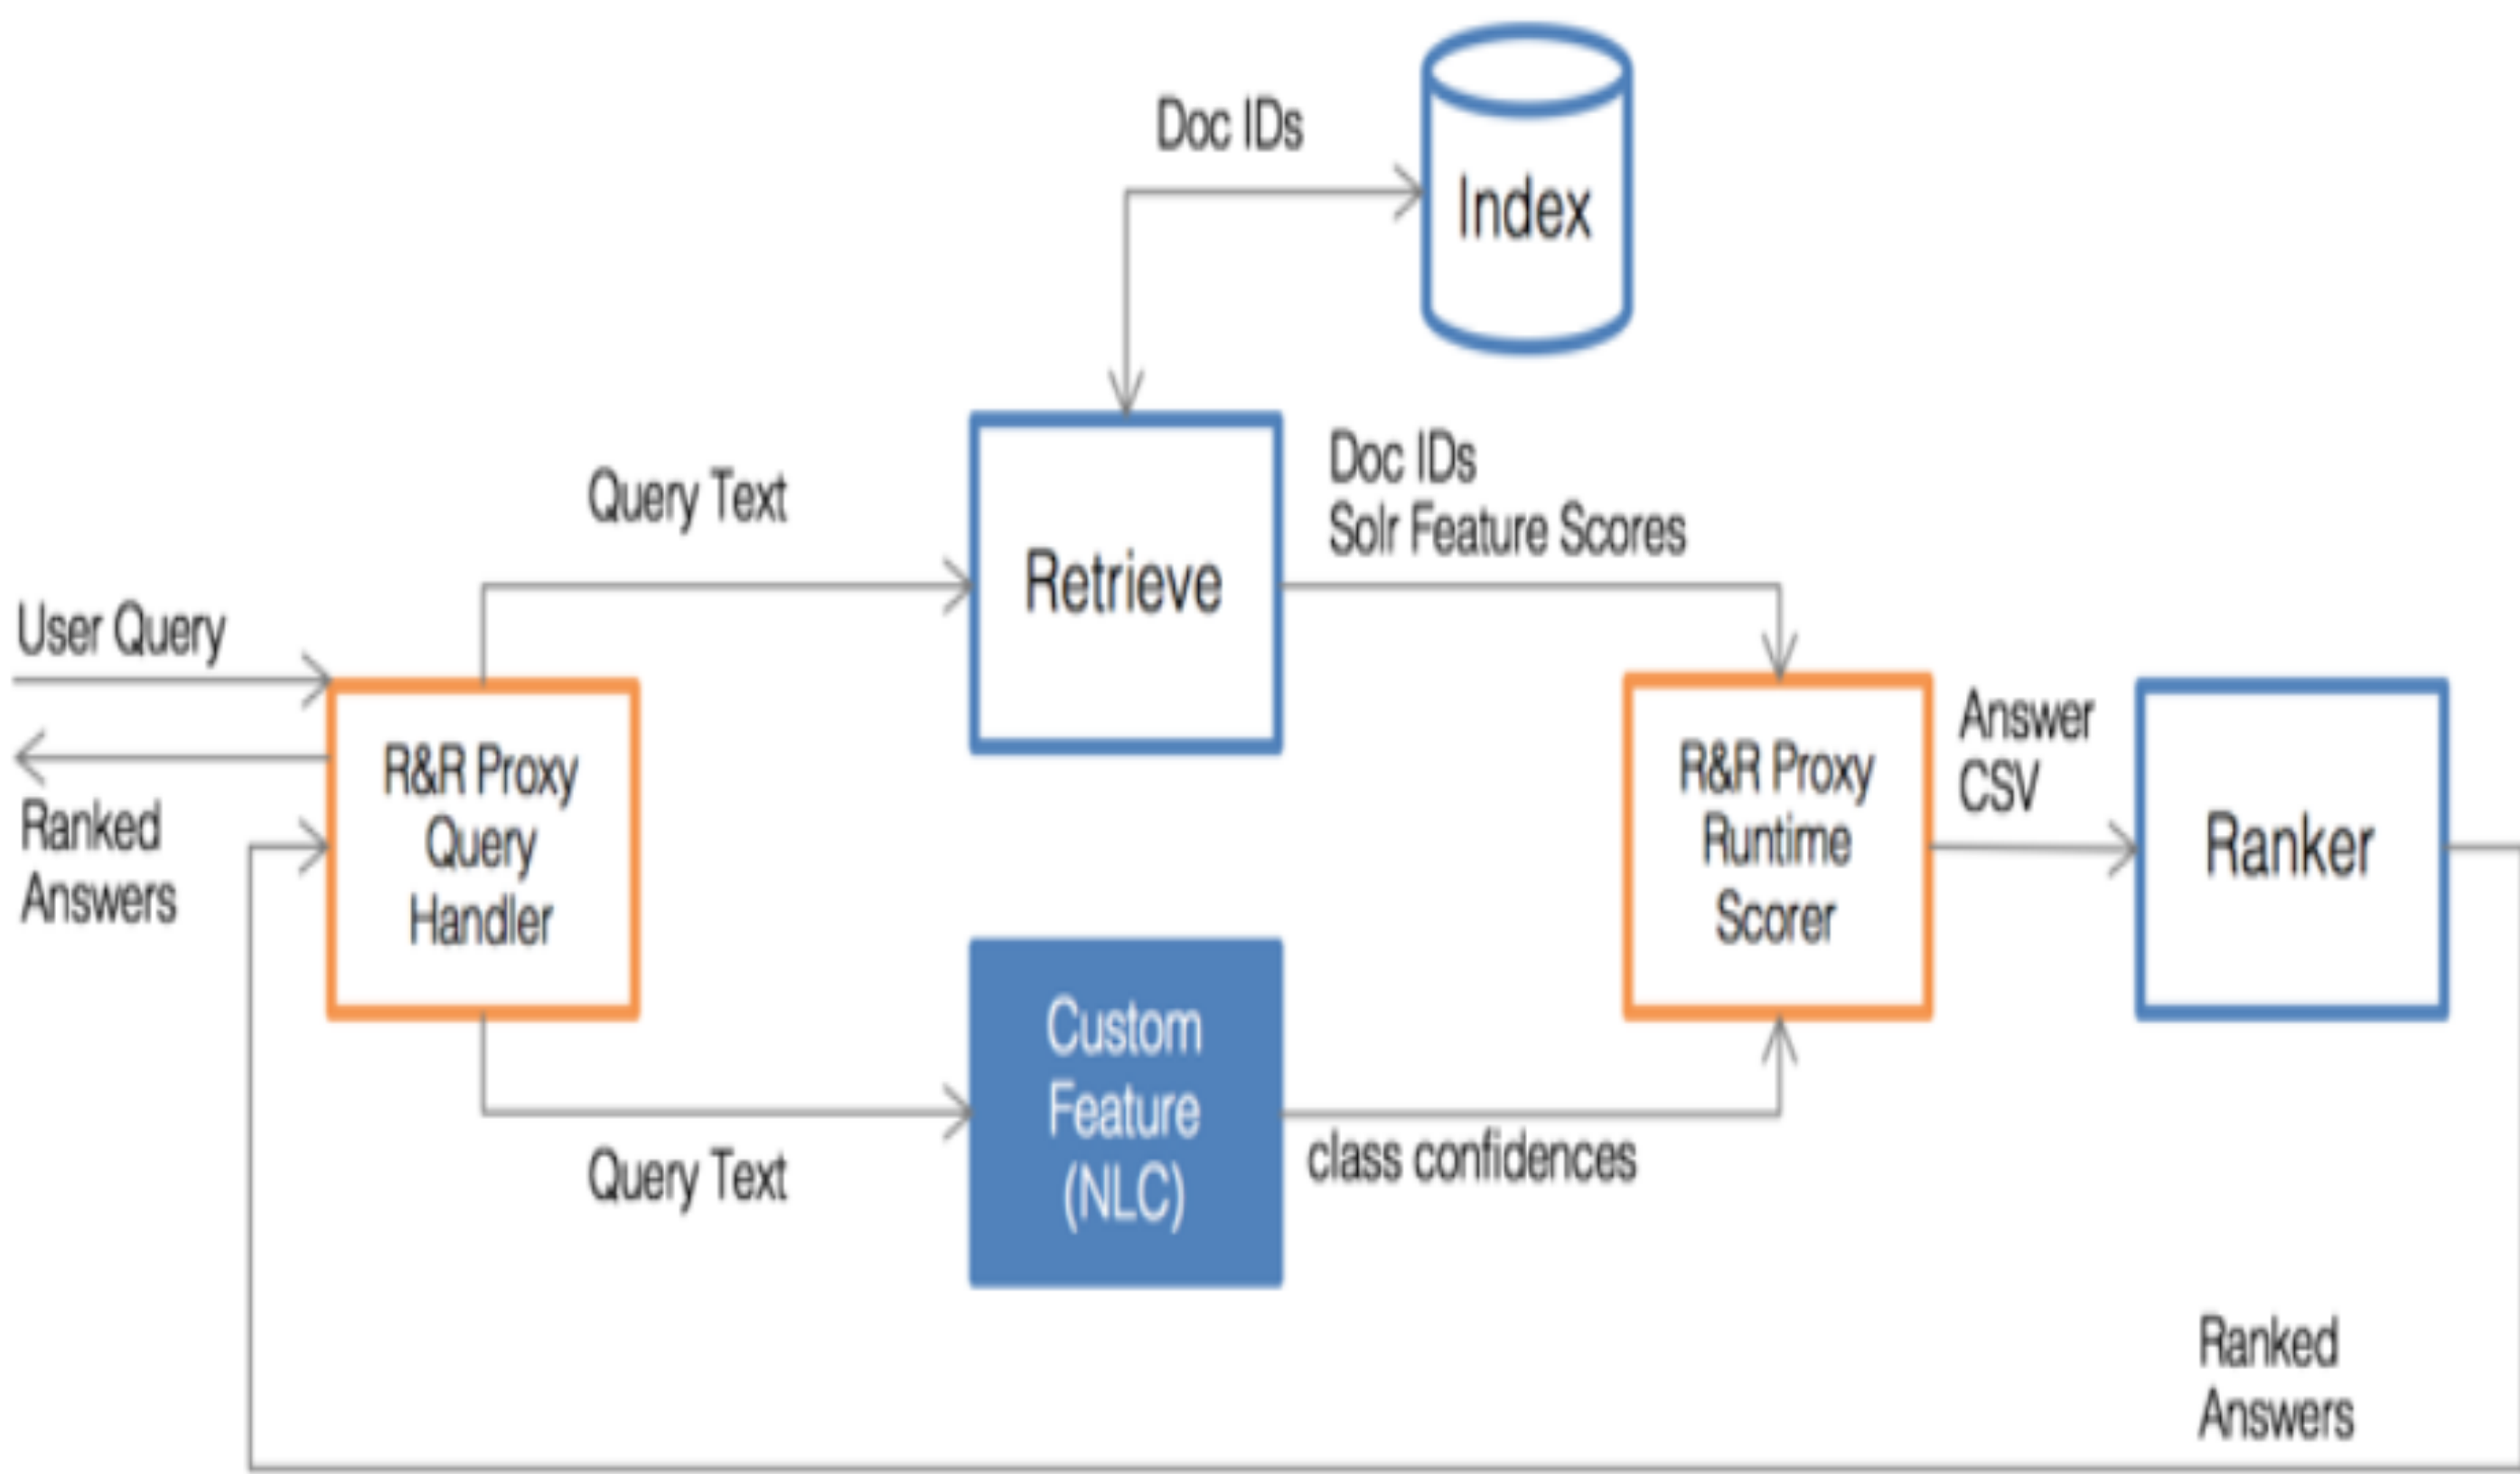 Doc IDs
Index
Query Text
Retrieve
Doc IDs
Solr Feature Scores
User Query
Ranked
Answers
R&R Proxy
Query
Handler
R&R Proxy
Runtime
Scorer
Answer
CSV
Ranker
Query Text
Custom
Feature
(NLC)
class confidences
Ranked
Answers